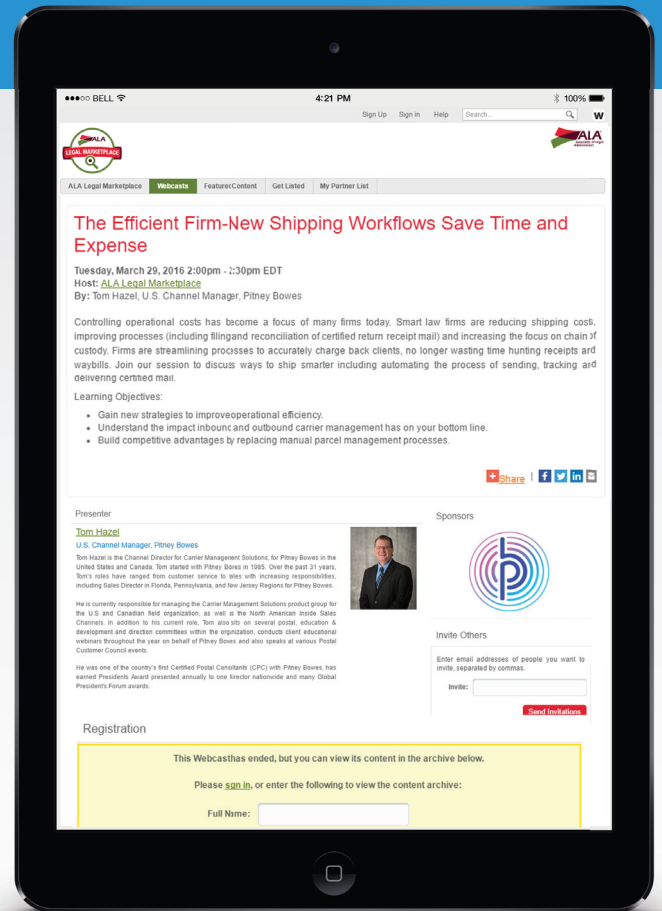 ●●●○○ BELL
4:21 PM
100%
Sign Up Sign in Help Search... W
ALA
LEGAL MARKETPLACE
ALA
ALA Legal Marketplace Webcasts FeatureContent Get Listed My Partner List
The Efficient Firm-New Shipping Workflows Save Time and
Expense
Tuesday, March 29, 2016 2:00pm - 2:30pm EDT
Host: ALA Legal Marketplace
By: Tom Hazel, U.S. Channel Manager, Pitney Bowes
Controlling operational costs has become a focus of many firms today. Smart law firms are reducing shipping costs,
improving processes (including filingand reconciliation of certified return receipt mail) and increasing the focus on chain of
custody. Firms are streamlining processes to accurately charge back clients, no longer wasting time hunting receipts and
waybills. Join our session to discuss ways to ship smarter including automating the process of sending, tracking and
delivering certified mail.
Learning Objectives:
• Gain new strategies to improveoperational efficiency.
• Understand the impact inbound and outbound carrier management has on your bottom line.
• Build competitive advantages by replacing manual parcel management processes.
Share |
Presenter
Tom Hazel
U.S. Channel Manager, Pitney Bowes
Tom Hazel is the Channel Director for Carrier Management Solutions, for Pitney Bowes in the
United States and Canada. Tom started with Pitney Bowes in 1985. Over the past 31 years,
Tom's roles have ranged from customer service to sales with increasing responsibilities,
including Sales Director in Florida, Pennsylvania, and New Jersey Regions for Pitney Bowes.
He is currently responsible for managing the Carrier Management Solutions product group for
the U.S and Canadian field organization, as well as the North American Inside Sales
Channels. In addition to his current role, Tom also sits on several postal, education &
development and direction committees within the organization, conducts client educational
webinars throughout the year on behalf of Pitney Bowes and also speaks at various Postal
Customer Council events.
He was one of the country's first Certified Postal Consultants (CPC) with Pitney Bowes, has
earned Presidents Award presented annually to one director nationwide and many Global
President's Forum awards.
Sponsors
Invite Others
Enter email addresses of people you want to
invite, separated by commas.
Invite:
Send Invitations
Registration
This Webcasthas ended, but you can view its content in the archive below.
Please sgn in, or enter the following to view the content archive:
Full Name: